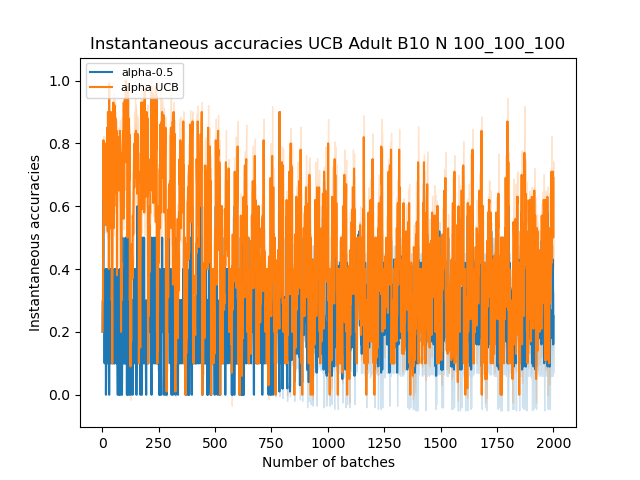 Instantaneous accuracies UCB Adult B10 N 100_100_100
alpha-0.5
alpha UCB
1.0
0.8
0.6
0.4
0.2
0.0
Instantaneous accuracies
0 250 500 750 1000 1250 1500 1750 2000
Number of batches